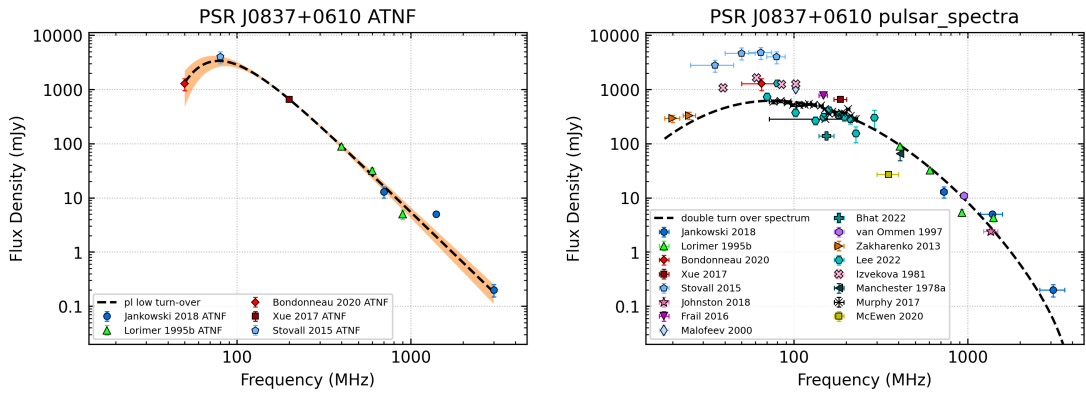 PSR J0837+0610 ATNF
Flux Density (mJy)
10000
1000
100
10
1
0.1
pl low turn-over
Jankowski 2018 ATNF
Lorimer 1995b ATNF
Bondonneau 2020 ATNF
Xue 2017 ATNF
Stovall 2015 ATNF
100
1000
Frequency (MHz)
PSR J0837+0610 pulsar_spectra
Flux Density (mJy)
10000
1000
100
10
1
0.1
double turn over spectrum
Jankowski 2018
Lorimer 1995b
Bondonneau 2020
Xue 2017
Stovall 2015
Johnston 2018
Frail 2016
Malofeev 2000
Bhat 2022
van Ommen 1997
Zakharenko 2013
Lee 2022
Izvekova 1981
Manchester 1978a
Murphy 2017
McEwen 2020
100
1000
Frequency (MHz)